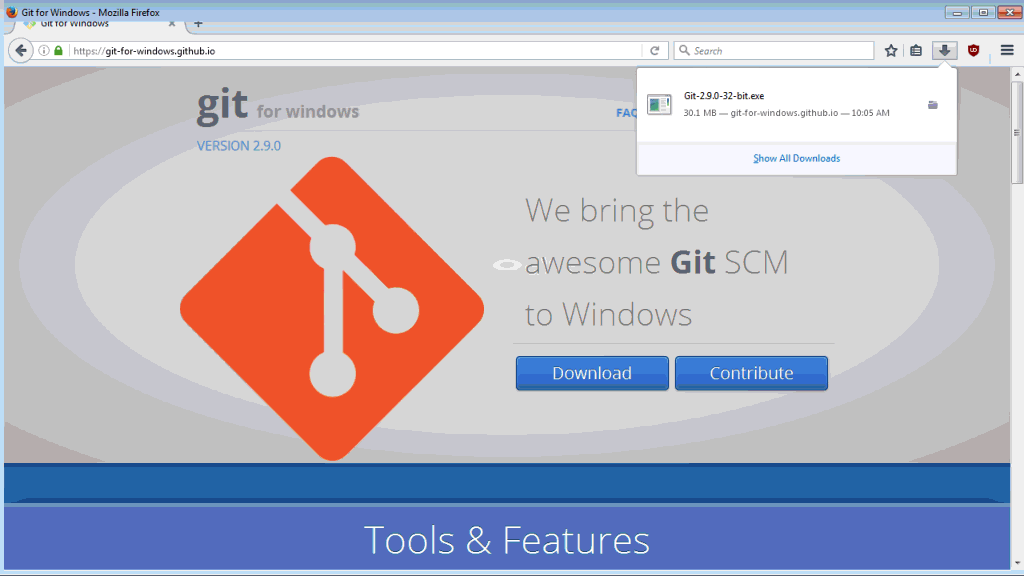 Git for Windows - Mozilla Firefox
Git for Windows
https://git-for-windows.github.io
Search
git for windows
FAQ
VERSION 2.9.0
Git-2.9.0-32-bit.exe
30.1 MB — git-for-windows.github.io — 10:05 AM
Show All Downloads
We bring the
awesome Git SCM
to Windows
Download
Contribute
Tools & Features